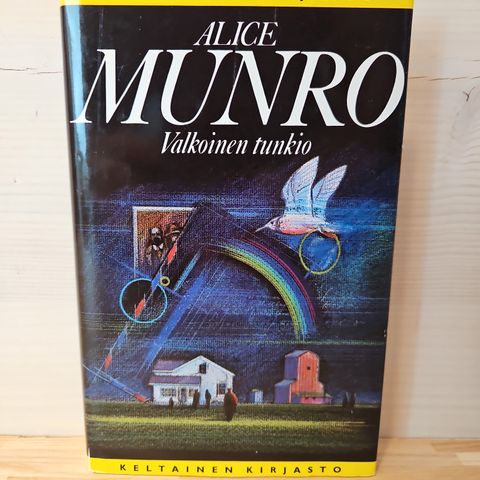 ALICE
MUNRO
Valkoinen tunkio
KELTAINEN KIRJASTO